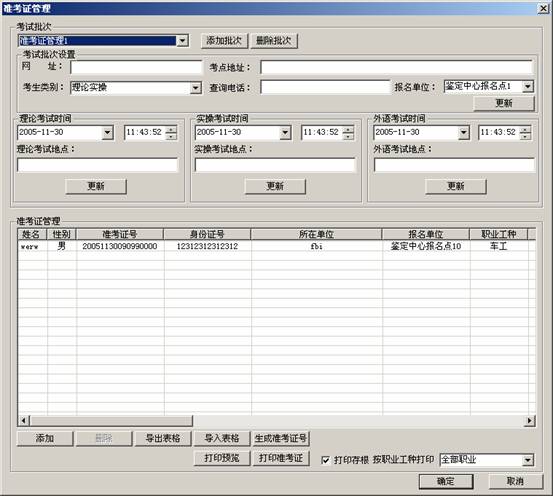 准考证管理
考试批次
准考证管理1 添加批次 删除批次
考试批次设置
网 址： 考点地址：
考生类别： 理论实操 查询电话： 报名单位： 鉴定中心报名点1
更新
理论考试时间 实操考试时间 外语考试时间
2005-11-30 11:43:52 2005-11-30 11:43:52 2005-11-30 11:43:52
理论考试地点： 实操考试地点： 外语考试地点：
更新 更新 更新
准考证管理
姓名 性别 准考证号 身份证号 所在单位 报名单位 职业工种
werw 男 20051130090990000 12312312312312 fbi 鉴定中心报名点10 车工
添加 删除 导出表格 导入表格 生成准考证号
打印预览 打印准考证 打印存根 按职业工种打印 全部职业
确定 取消